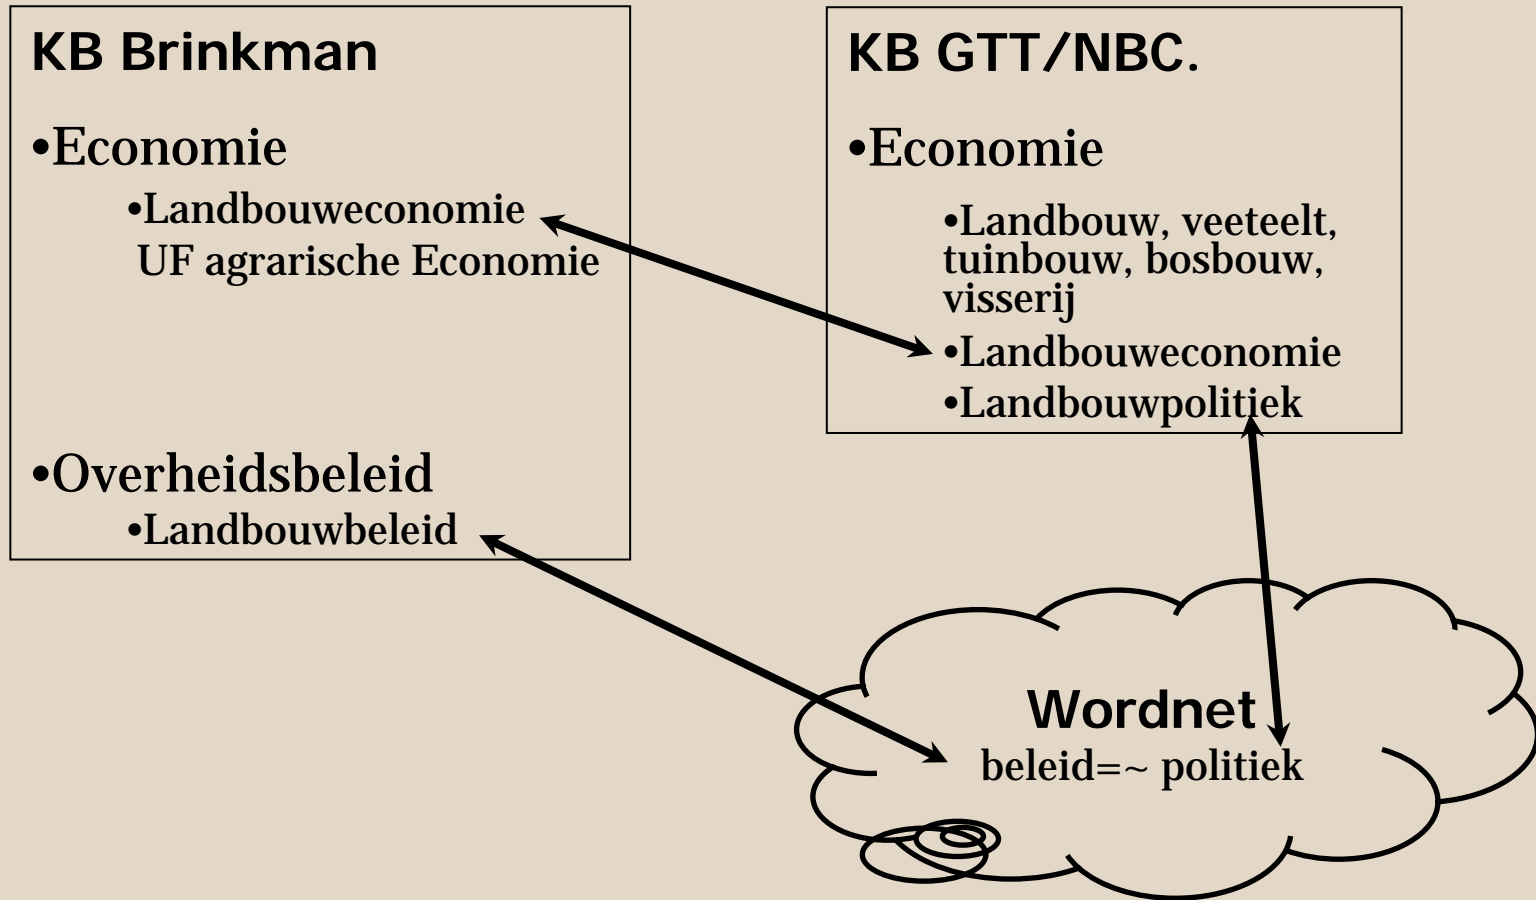 KB Brinkman
•Economie
•Landbouweconomie
UF agrarische Economie
•Overheidsbeleid
•Landbouwbeleid
KB GTT/NBC.
•Economie
•Landbouw, veeteelt,
tuinbouw, bosbouw,
visserij
•Landbouweconomie
•Landbouwpolitiek
Wordnet
beleid=~ politiek